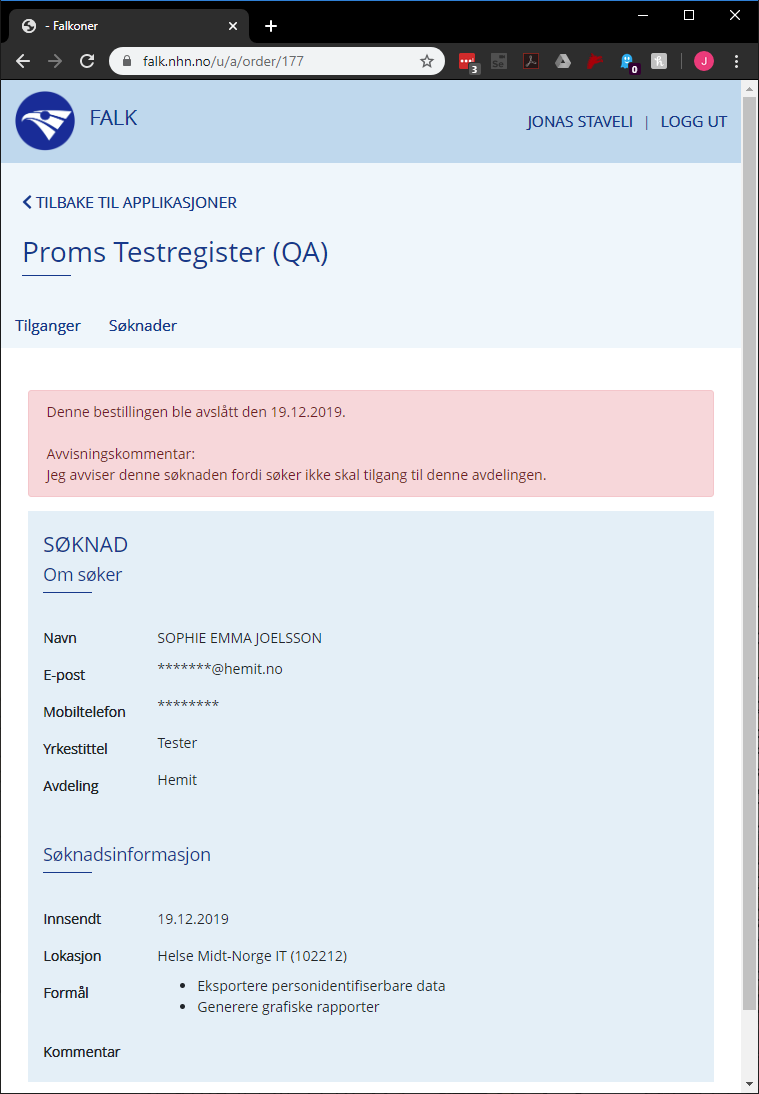 - Falkoner
falk.nhn.no/u/a/order/177
3
0
J
FALK
JONAS STAVELI | LOGG UT
TILBAKE TIL APPLIKASJONER
Proms Testregister (QA)
Tilganger Søknader
Denne bestillingen ble avslått den 19.12.2019.
Avvisningskommentar:
Jeg avviser denne søknaden fordi søker ikke skal tilgang til denne avdelingen.
SØKNAD
Om søker
Navn SOPHIE EMMA JOELSSON
E-post *******@hemit.no
Mobiltelefon ********
Yrkestittel Tester
Avdeling Hemit
Søknadsinformasjon
Innsendt 19.12.2019
Lokasjon Helse Midt-Norge IT (102212)
Formål • Eksportere personidentifiserbare data
• Generere grafiske rapporter
Kommentar